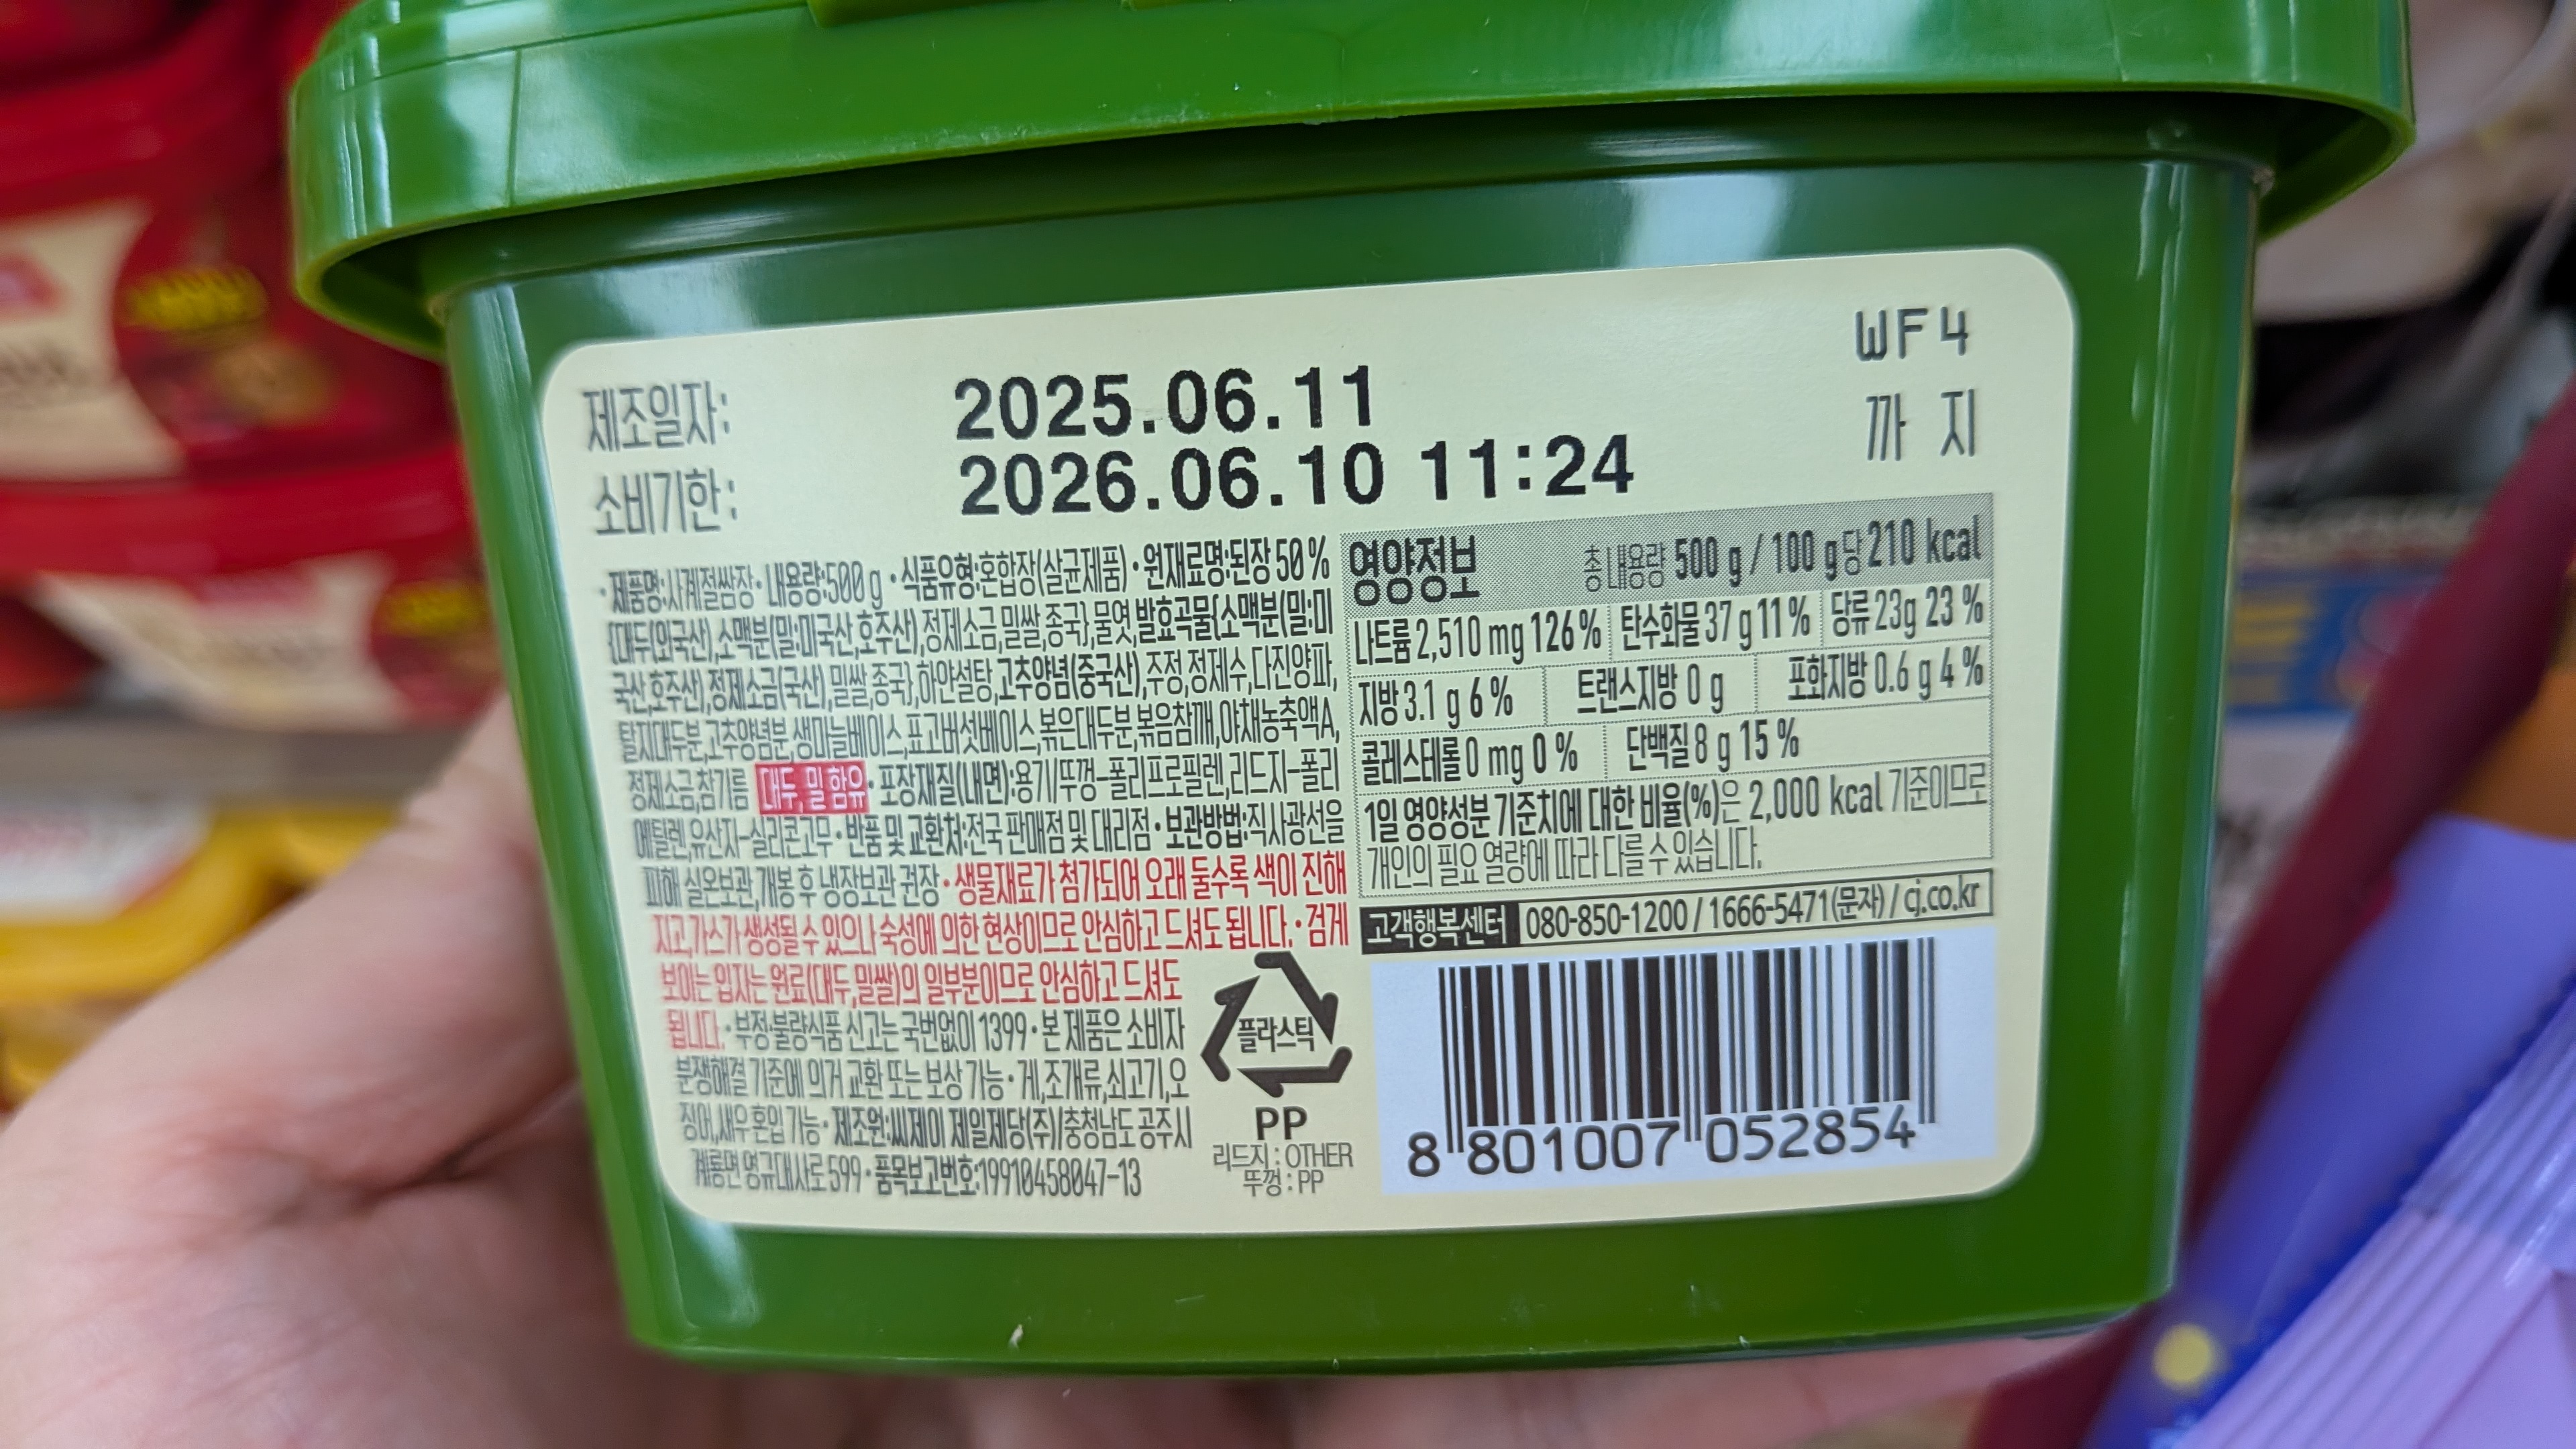 WF4
제조일자: 2025.06.11
까지
소비기한: 2026.06.10 11:24
·제품명:사계절쌈장·내용량:500g·식품유형:혼합장(살균제품)·원재료명:된장 50 %
{대두(외국산),소맥분(밀:미국산,호주산),정제소금,밀쌀,종국},물엿,발효곡물{소맥분(밀:미
국산,호주산),정제소금(국산),밀쌀,종국},하얀설탕,고추양념(중국산),주정,정제수,다진양파,
탈지대두분,고추양념분,생마늘베이스,표고버섯베이스,볶은대두분,볶음참깨,야채농축액A,
정제소금,참기름 대두, 밀 함유·포장재질(내면):용기/뚜껑-폴리프로필렌,리드지-폴리
에틸렌,유산지-실리콘고무·반품 및 교환처:전국 판매점 및 대리점·보관방법:직사광선을
피해 실온보관,개봉 후 냉장보관 권장·생물재료가 첨가되어 오래 둘수록 색이 진해
지고,가스가 생성될 수 있으나 숙성에 의한 현상이므로 안심하고 드셔도 됩니다.·검게
보이는 입자는 원료(대두,밀쌀)의 일부분이므로 안심하고 드셔도
됩니다.·부정·불량식품 신고는 국번없이 1399·본 제품은 소비자
분쟁해결 기준에 의거 교환 또는 보상 가능·게,조개류,쇠고기,오
징어,새우 혼입 가능·제조원:씨제이 제일제당(주)/충청남도 공주시
계룡면 영규대사로 599·품목보고번호:19910458047-13
플라스틱
PP
리드지 : OTHER
뚜껑 : PP
영양정보 총 내용량 500 g / 100 g당 210 kcal
나트륨 2,510 mg 126 % 탄수화물 37 g 11 % 당류 23g 23 %
지방 3.1 g 6 % 트랜스지방 0 g 포화지방 0.6 g 4 %
콜레스테롤 0 mg 0 % 단백질 8 g 15 %
1일 영양성분 기준치에 대한 비율(%)은 2,000 kcal 기준이므로
개인의 필요 열량에 따라 다를 수 있습니다.
고객행복센터 080-850-1200 / 1666-5471(문자) / cj.co.kr
8 801007 052854